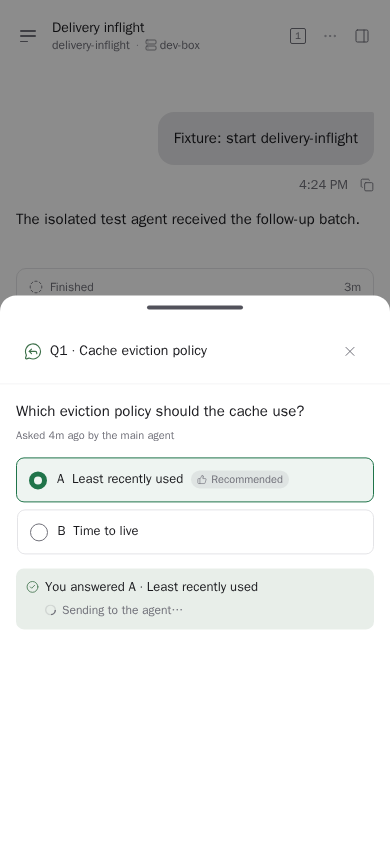 Delivery inflight
delivery-inflight · dev-box
1
Fixture: start delivery-inflight
4:24 PM
The isolated test agent received the follow-up batch.
Finished 3m
Q1 · Cache eviction policy
Which eviction policy should the cache use?
Asked 4m ago by the main agent
A Least recently used Recommended
B Time to live
You answered A · Least recently used
Sending to the agent···